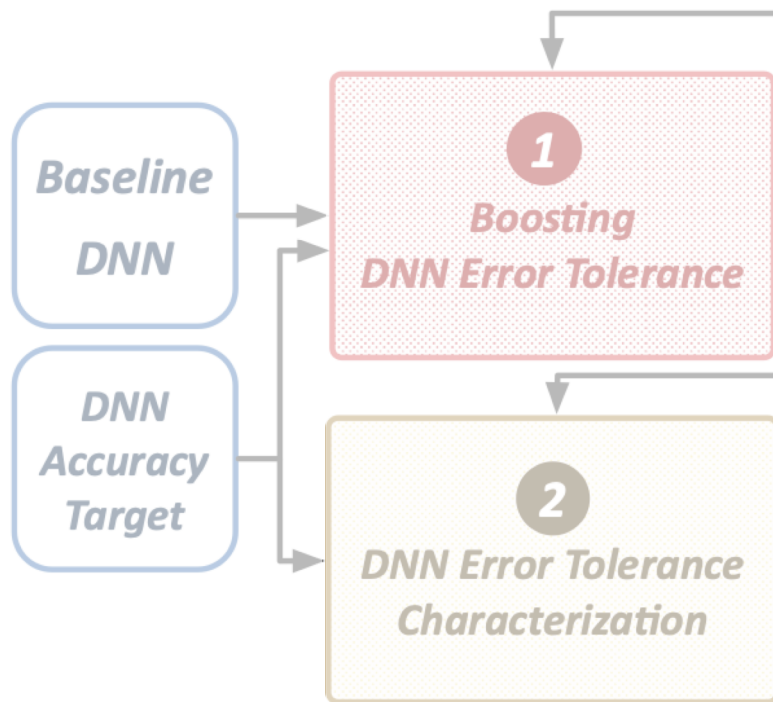 Baseline
DNN
DNN
Accuracy
Target
1
Boosting
DNN Error Tolerance
2
DNN Error Tolerance
Characterization